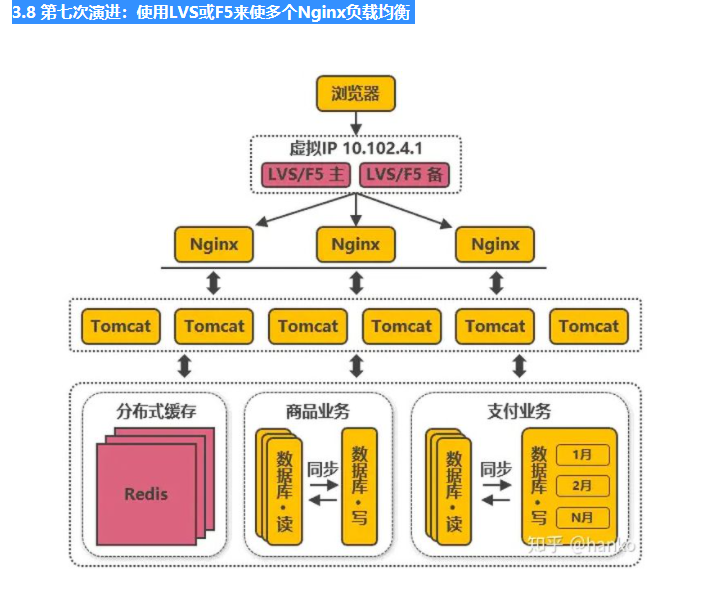 3.8 第七次演进：使用LVS或F5来使多个Nginx负载均衡
浏览器
虚拟IP 10.102.4.1
LVS/F5 主
LVS/F5 备
Nginx
Nginx
Nginx
Tomcat
Tomcat
Tomcat
Tomcat
Tomcat
Tomcat
分布式缓存
Redis
商品业务
数据库·读
同步
数据库·写
支付业务
数据库·读
同步
数据库·写
1月
2月
N月
知乎 @hanko